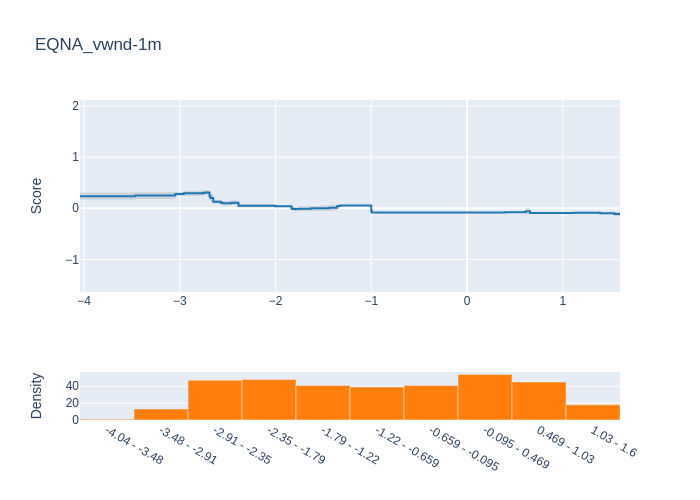 EQNA_vwnd-1m
2
1
0
−1
Score
−4
−3
−2
−1
0
1
40
20
0
Density
-4.04 - -3.48
-3.48 - -2.91
-2.91 - -2.35
-2.35 - -1.79
-1.79 - -1.22
-1.22 - -0.659
-0.659 - -0.095
-0.095 - 0.469
0.469 - 1.03
1.03 - 1.6